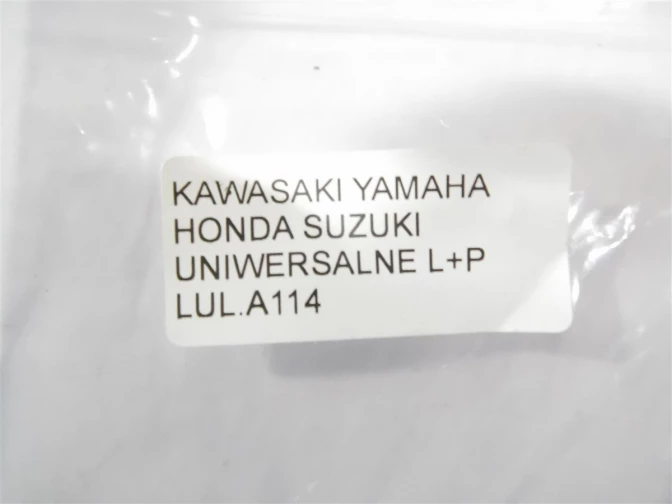 KAWASAKI YAMAHA
HONDA SUZUKI
UNIWERSALNE L+P
LUL.A114